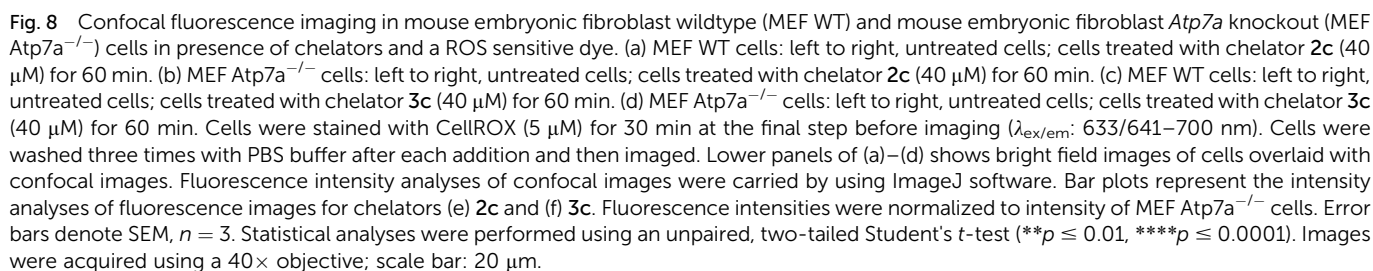 Fig. 8 Confocal fluorescence imaging in mouse embryonic fibroblast wildtype (MEF WT) and mouse embryonic fibroblast Atp7a knockout (MEF
Atp7a−/−) cells in presence of chelators and a ROS sensitive dye. (a) MEF WT cells: left to right, untreated cells; cells treated with chelator 2c (40
μM) for 60 min. (b) MEF Atp7a−/− cells: left to right, untreated cells; cells treated with chelator 2c (40 μM) for 60 min. (c) MEF WT cells: left to right,
untreated cells; cells treated with chelator 3c (40 μM) for 60 min. (d) MEF Atp7a−/− cells: left to right, untreated cells; cells treated with chelator 3c
(40 μM) for 60 min. Cells were stained with CellROX (5 μM) for 30 min at the final step before imaging (λex/em: 633/641–700 nm). Cells were
washed three times with PBS buffer after each addition and then imaged. Lower panels of (a)–(d) shows bright field images of cells overlaid with
confocal images. Fluorescence intensity analyses of confocal images were carried by using ImageJ software. Bar plots represent the intensity
analyses of fluorescence images for chelators (e) 2c and (f) 3c. Fluorescence intensities were normalized to intensity of MEF Atp7a−/− cells. Error
bars denote SEM, n = 3. Statistical analyses were performed using an unpaired, two-tailed Student's t-test (**p ≤ 0.01, ****p ≤ 0.0001). Images
were acquired using a 40× objective; scale bar: 20 μm.